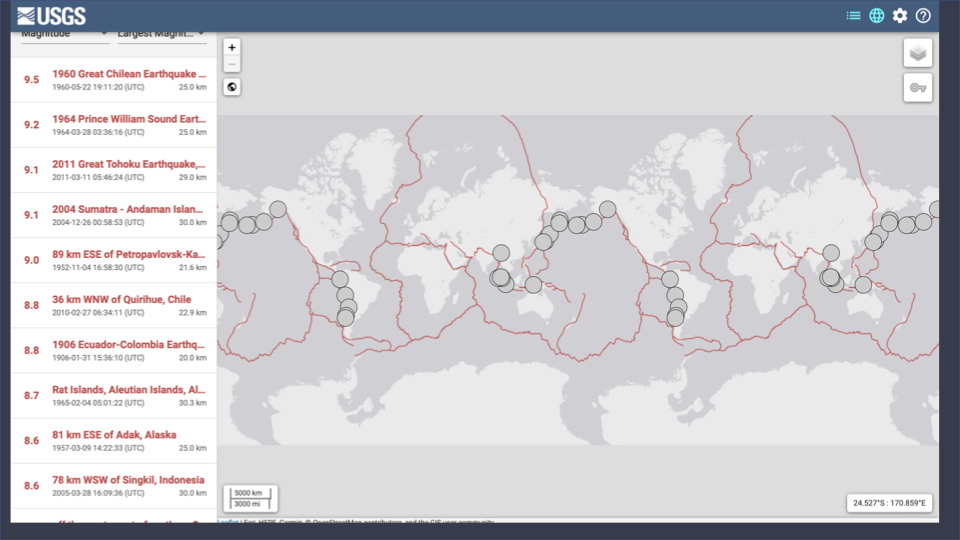 USGS
Magnitude Largest Magnit...
9.5
1960 Great Chilean Earthquake ...
1960-05-22 19:11:20 (UTC) 25.0 km
9.2
1964 Prince William Sound Eart...
1964-03-28 03:36:16 (UTC) 25.0 km
9.1
2011 Great Tohoku Earthquake,...
2011-03-11 05:46:24 (UTC) 29.0 km
9.1
2004 Sumatra - Andaman Islan...
2004-12-26 00:58:53 (UTC) 30.0 km
9.0
89 km ESE of Petropavlovsk-Ka...
1952-11-04 16:58:30 (UTC) 21.6 km
8.8
36 km WNW of Quirihue, Chile
2010-02-27 06:34:11 (UTC) 22.9 km
8.8
1906 Ecuador-Colombia Earthq...
1906-01-31 15:36:10 (UTC) 20.0 km
8.7
Rat Islands, Aleutian Islands, Al...
1965-02-04 05:01:22 (UTC) 30.3 km
8.6
81 km ESE of Adak, Alaska
1957-03-09 14:22:33 (UTC) 25.0 km
8.6
78 km WSW of Singkil, Indonesia
2005-03-28 16:09:36 (UTC) 30.0 km
+
−
5000 km
3000 mi
24.527°S : 170.859°E
Leaflet | Esri, HERE, Garmin, © OpenStreetMap contributors, and the GIS user community